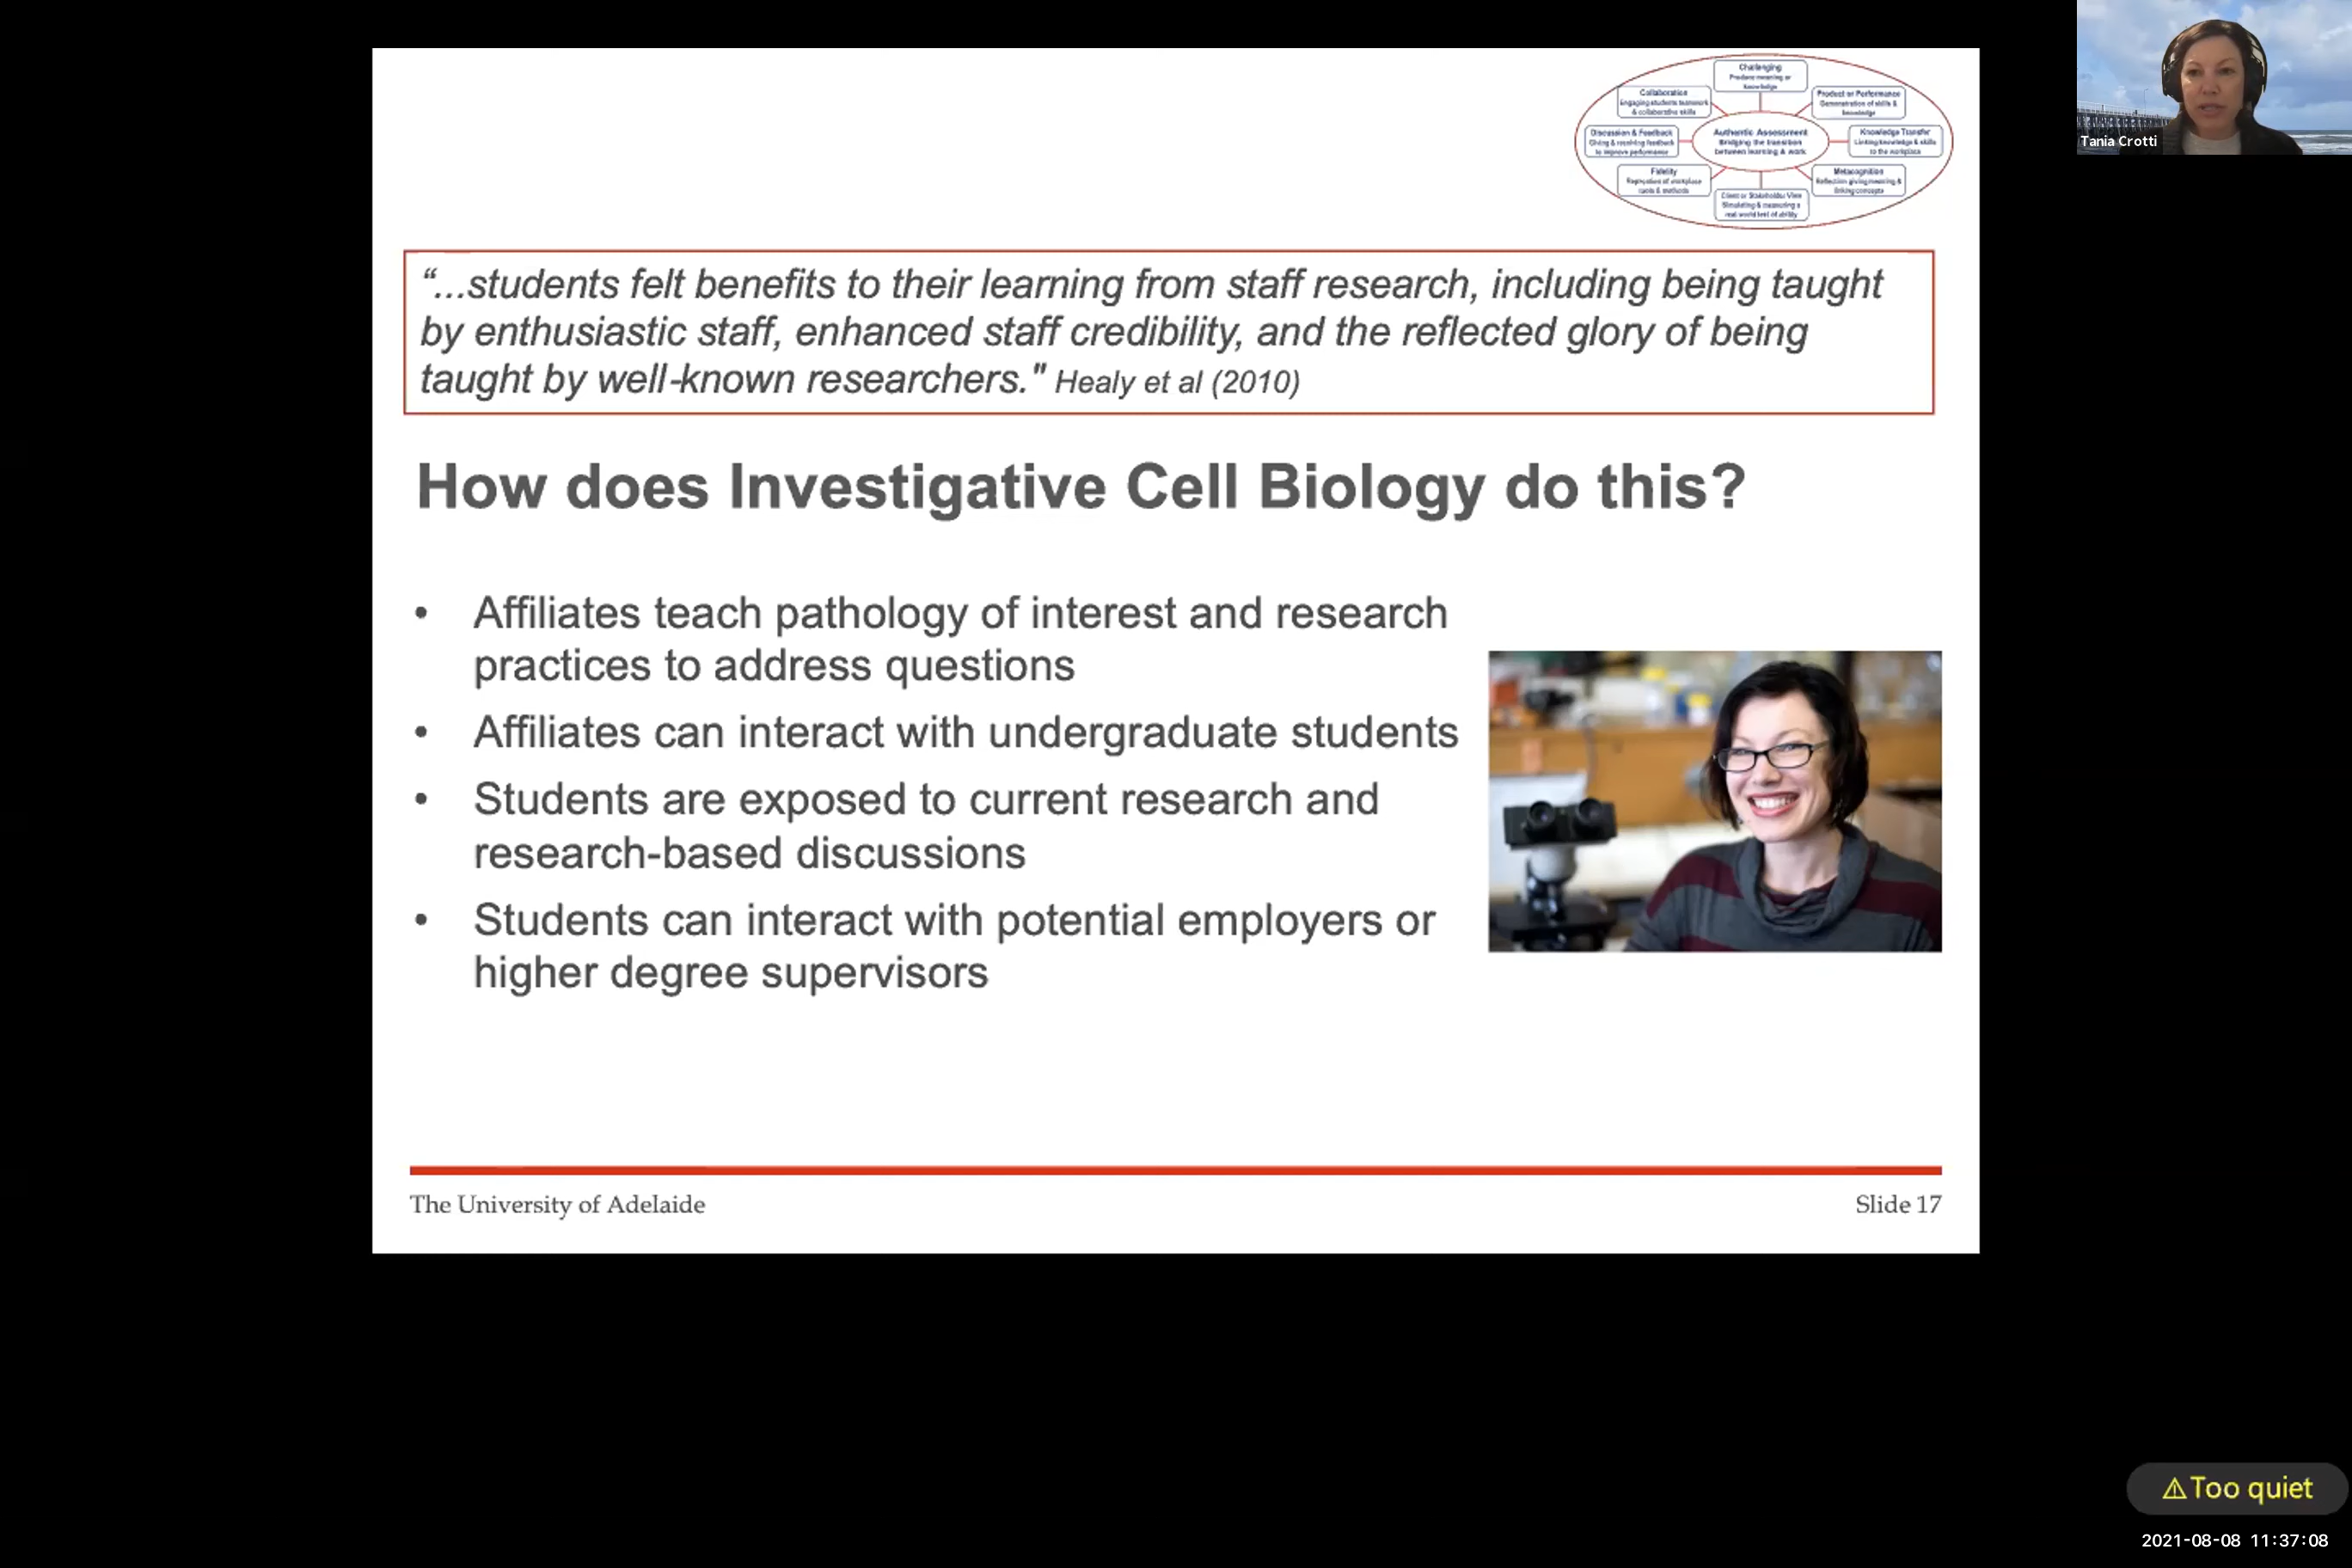 Challenging
Produce meaning or
knowledge
Collaboration
Engaging students teamwork
& collaborative skills
Product or Performance
Demonstration of skills &
knowledge
Discussion & Feedback
Giving & receiving feedback
to improve performance
Authentic Assessment
Bridging the transition
between learning & work
Knowledge Transfer
Linking knowledge & skills
to the workplace
Fidelity
Replication of workplace
tools & methods
Metacognition
Reflection giving meaning &
linking concepts
Client or Stakeholder View
Simulating & measuring a
real world test of ability
Tania Crotti
“...students felt benefits to their learning from staff research, including being taught
by enthusiastic staff, enhanced staff credibility, and the reflected glory of being
taught by well-known researchers." Healy et al (2010)
How does Investigative Cell Biology do this?
• Affiliates teach pathology of interest and research
practices to address questions
• Affiliates can interact with undergraduate students
• Students are exposed to current research and
research-based discussions
• Students can interact with potential employers or
higher degree supervisors
The University of Adelaide
Slide 17
⚠Too quiet
2021-08-08 11:37:08